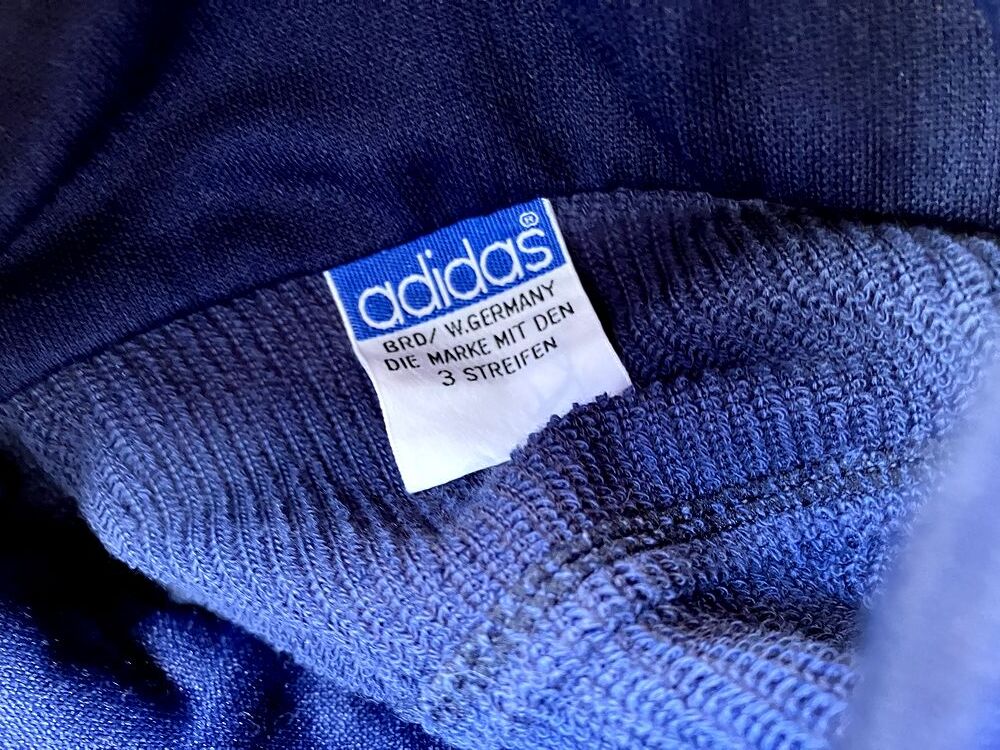 adidas®
BRD/ W.GERMANY
DIE MARKE MIT DEN
3 STREIFEN